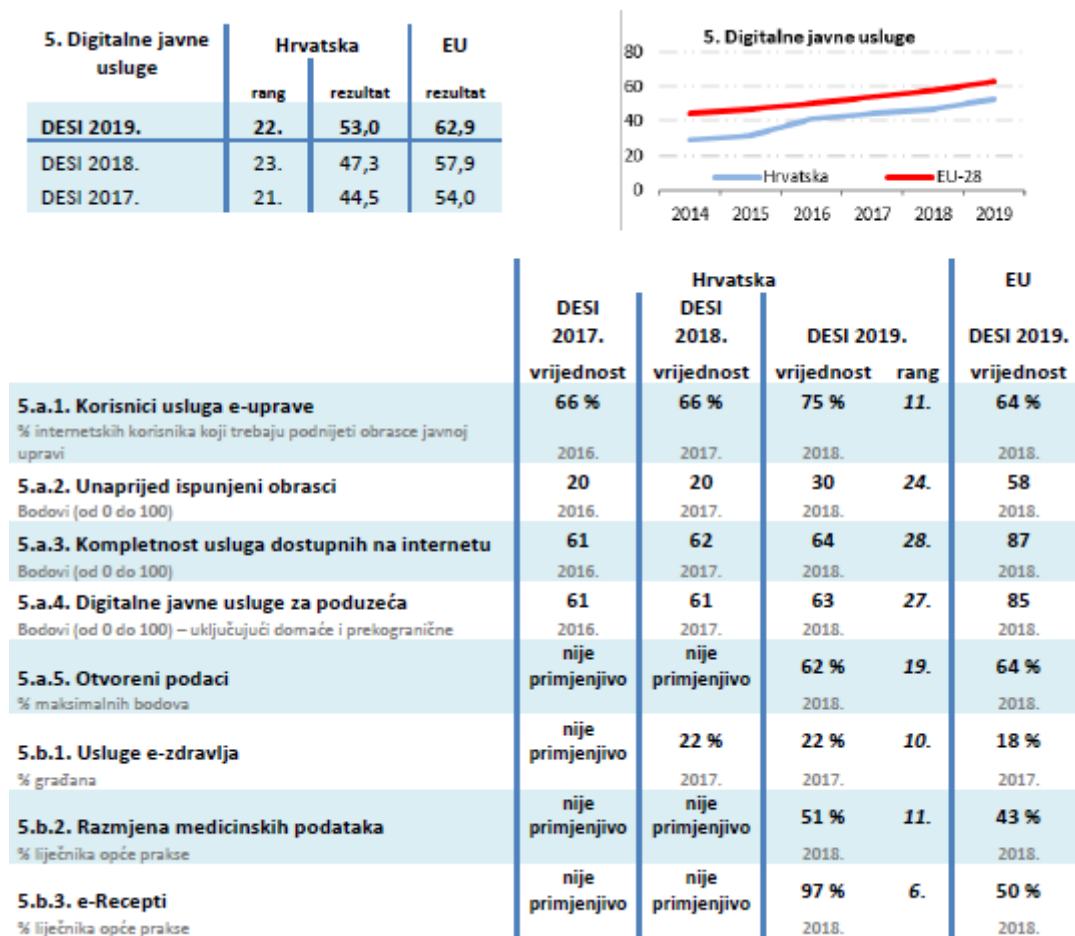 5. Digitalne javne usluge
Hrvatska EU
rang rezultat rezultat
DESI 2019. 22. 53,0 62,9
DESI 2018. 23. 47,3 57,9
DESI 2017. 21. 44,5 54,0
5. Digitalne javne usluge
80
60
40
20
0
Hrvatska EU-28
2014 2015 2016 2017 2018 2019
Hrvatska EU
DESI 2017. DESI 2018. DESI 2019. DESI 2019.
vrijednost vrijednost vrijednost rang vrijednost
5.a.1. Korisnici usluga e-uprave 66 % 66 % 75 % 11. 64 %
% internetskih korisnika koji trebaju podnijeti obrasce javnoj
upravi 2016. 2017. 2018. 2018.
5.a.2. Unaprijed ispunjeni obrasci 20 20 30 24. 58
Bodovi (od 0 do 100) 2016. 2017. 2018. 2018.
5.a.3. Kompletnost usluga dostupnih na internetu 61 62 64 28. 87
Bodovi (od 0 do 100) 2016. 2017. 2018. 2018.
5.a.4. Digitalne javne usluge za poduzeća 61 61 63 27. 85
Bodovi (od 0 do 100) – uključujući domaće i prekogranične 2016. 2017. 2018. 2018.
5.a.5. Otvoreni podaci nije primjenjivo nije primjenjivo 62 % 19. 64 %
% maksimalnih bodova 2018. 2018.
5.b.1. Usluge e-zdravlja nije primjenjivo 22 % 22 % 10. 18 %
% građana 2017. 2017. 2017.
5.b.2. Razmjena medicinskih podataka nije primjenjivo nije primjenjivo 51 % 11. 43 %
% liječnika opće prakse 2018. 2018.
5.b.3. e-Recepti nije primjenjivo nije primjenjivo 97 % 6. 50 %
% liječnika opće prakse 2018. 2018.